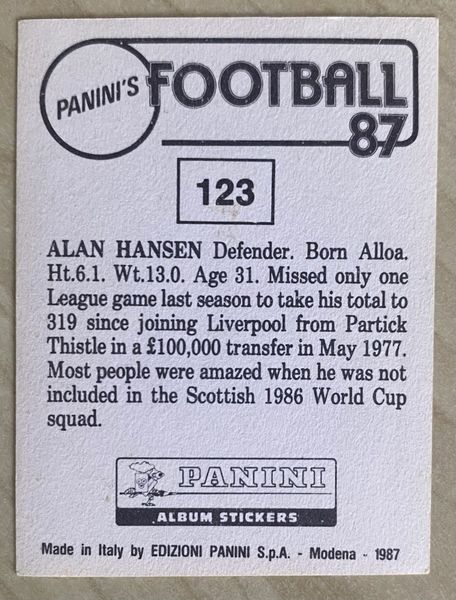 PANINI'S FOOTBALL
87
123
ALAN HANSEN Defender. Born Alloa.
Ht.6.1. Wt.13.0. Age 31. Missed only one
League game last season to take his total to
319 since joining Liverpool from Partick
Thistle in a £100,000 transfer in May 1977.
Most people were amazed when he was not
included in the Scottish 1986 World Cup
squad.
PANINI
ALBUM STICKERS
Made in Italy by EDIZIONI PANINI S.p.A. - Modena - 1987